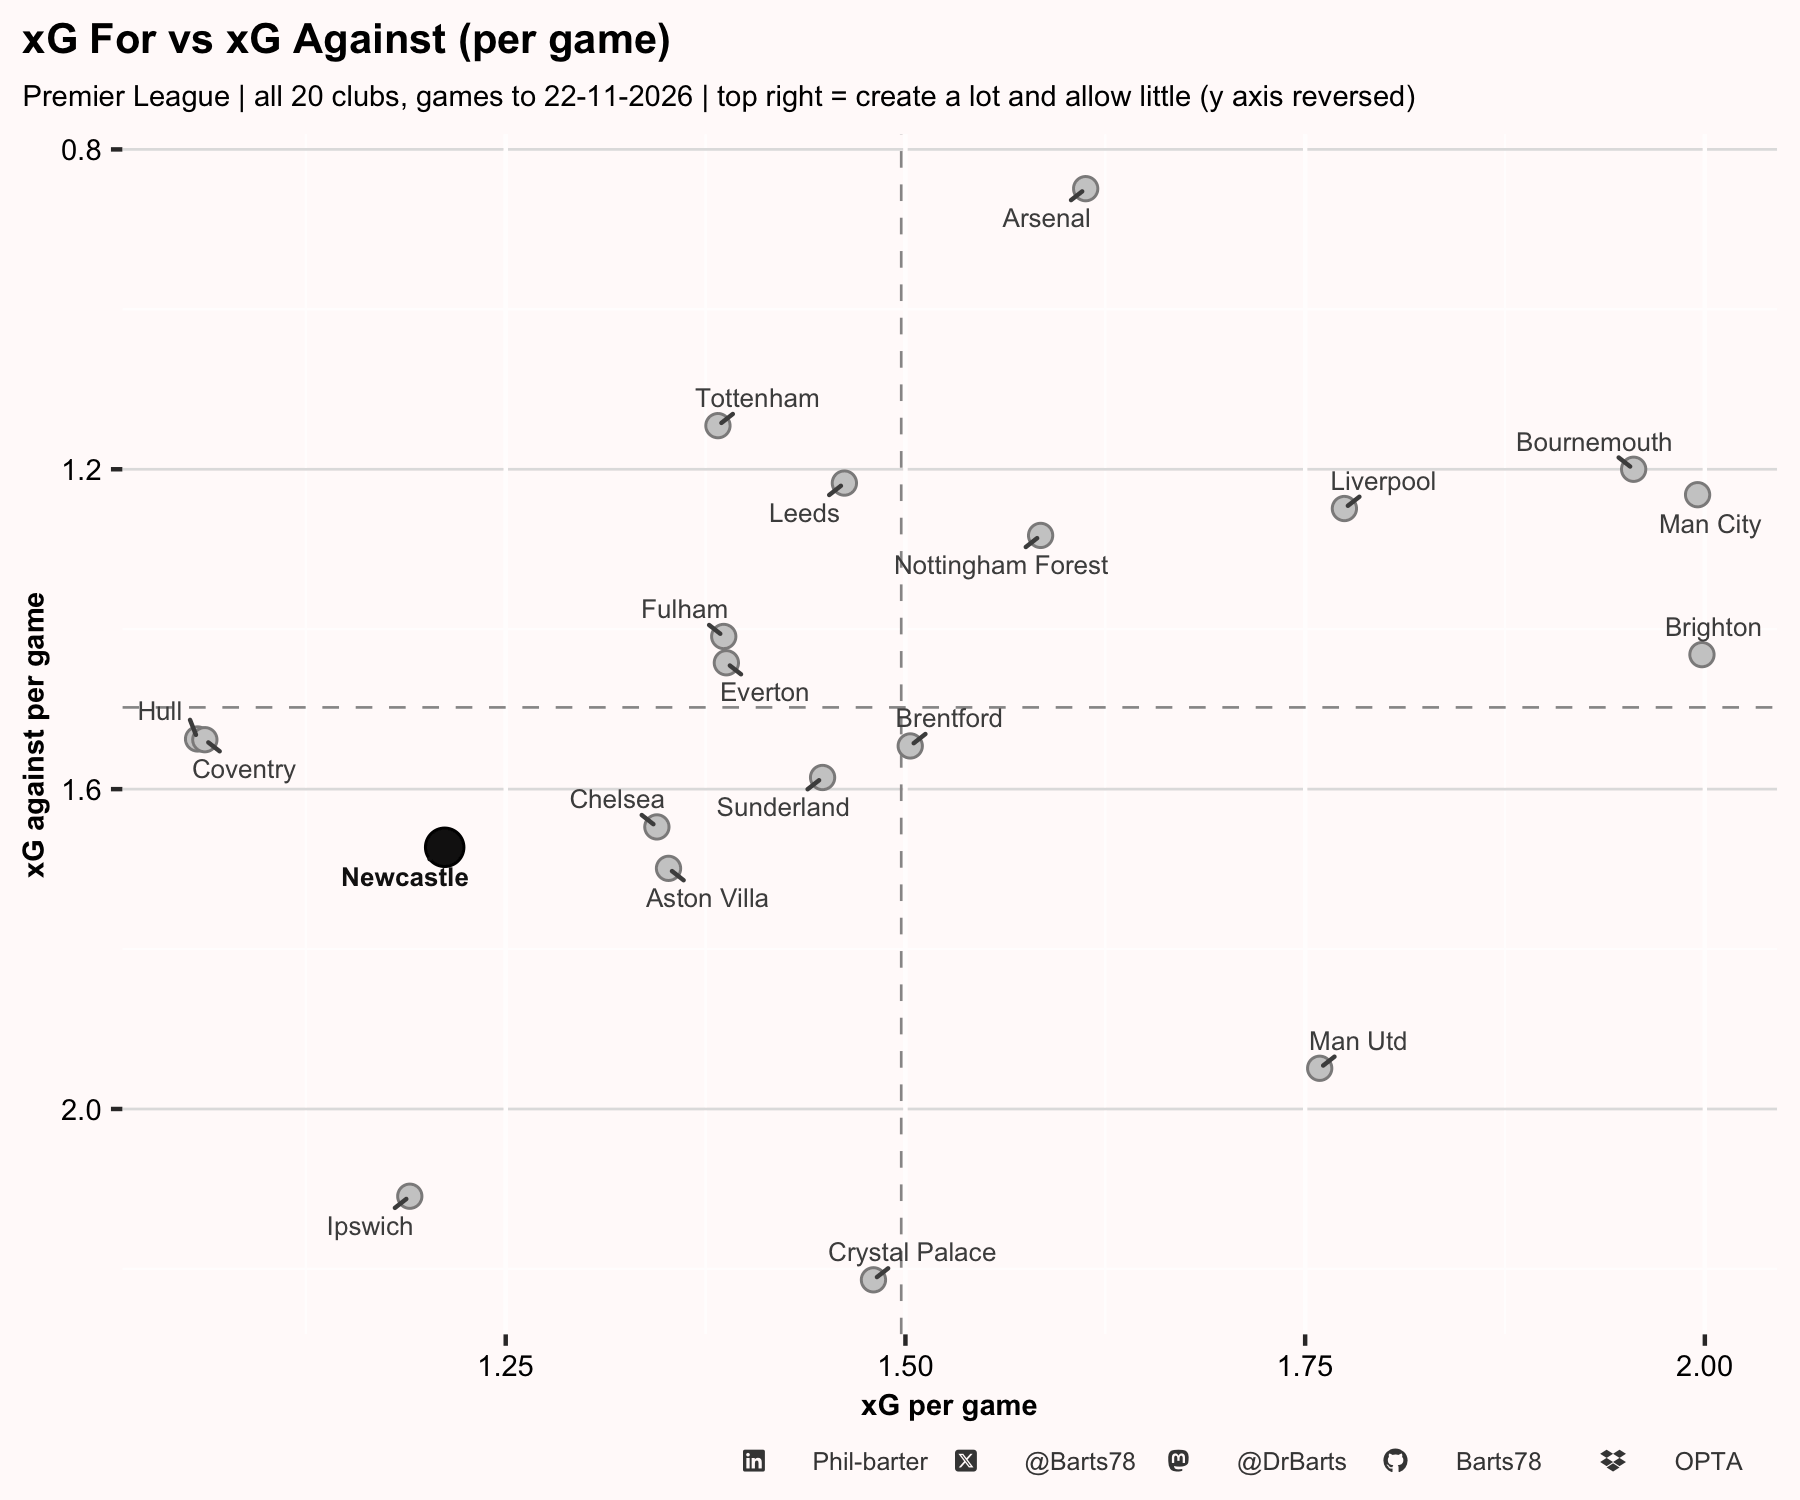 xG For vs xG Against (per game)
Premier League | all 20 clubs, games to 22-11-2026 | top right = create a lot and allow little (y axis reversed)
0.8
Arsenal
Tottenham
Bournemouth
1.2
Liverpool
Leeds
Man City
Nottingham Forest
Fulham
Brighton
Everton
Hull
Brentford
Coventry
1.6
Chelsea
Sunderland
Newcastle
Aston Villa
Man Utd
2.0
Ipswich
Crystal Palace
xG against per game
1.25 1.50 1.75 2.00
xG per game
Phil-barter @Barts78 @DrBarts Barts78 OPTA